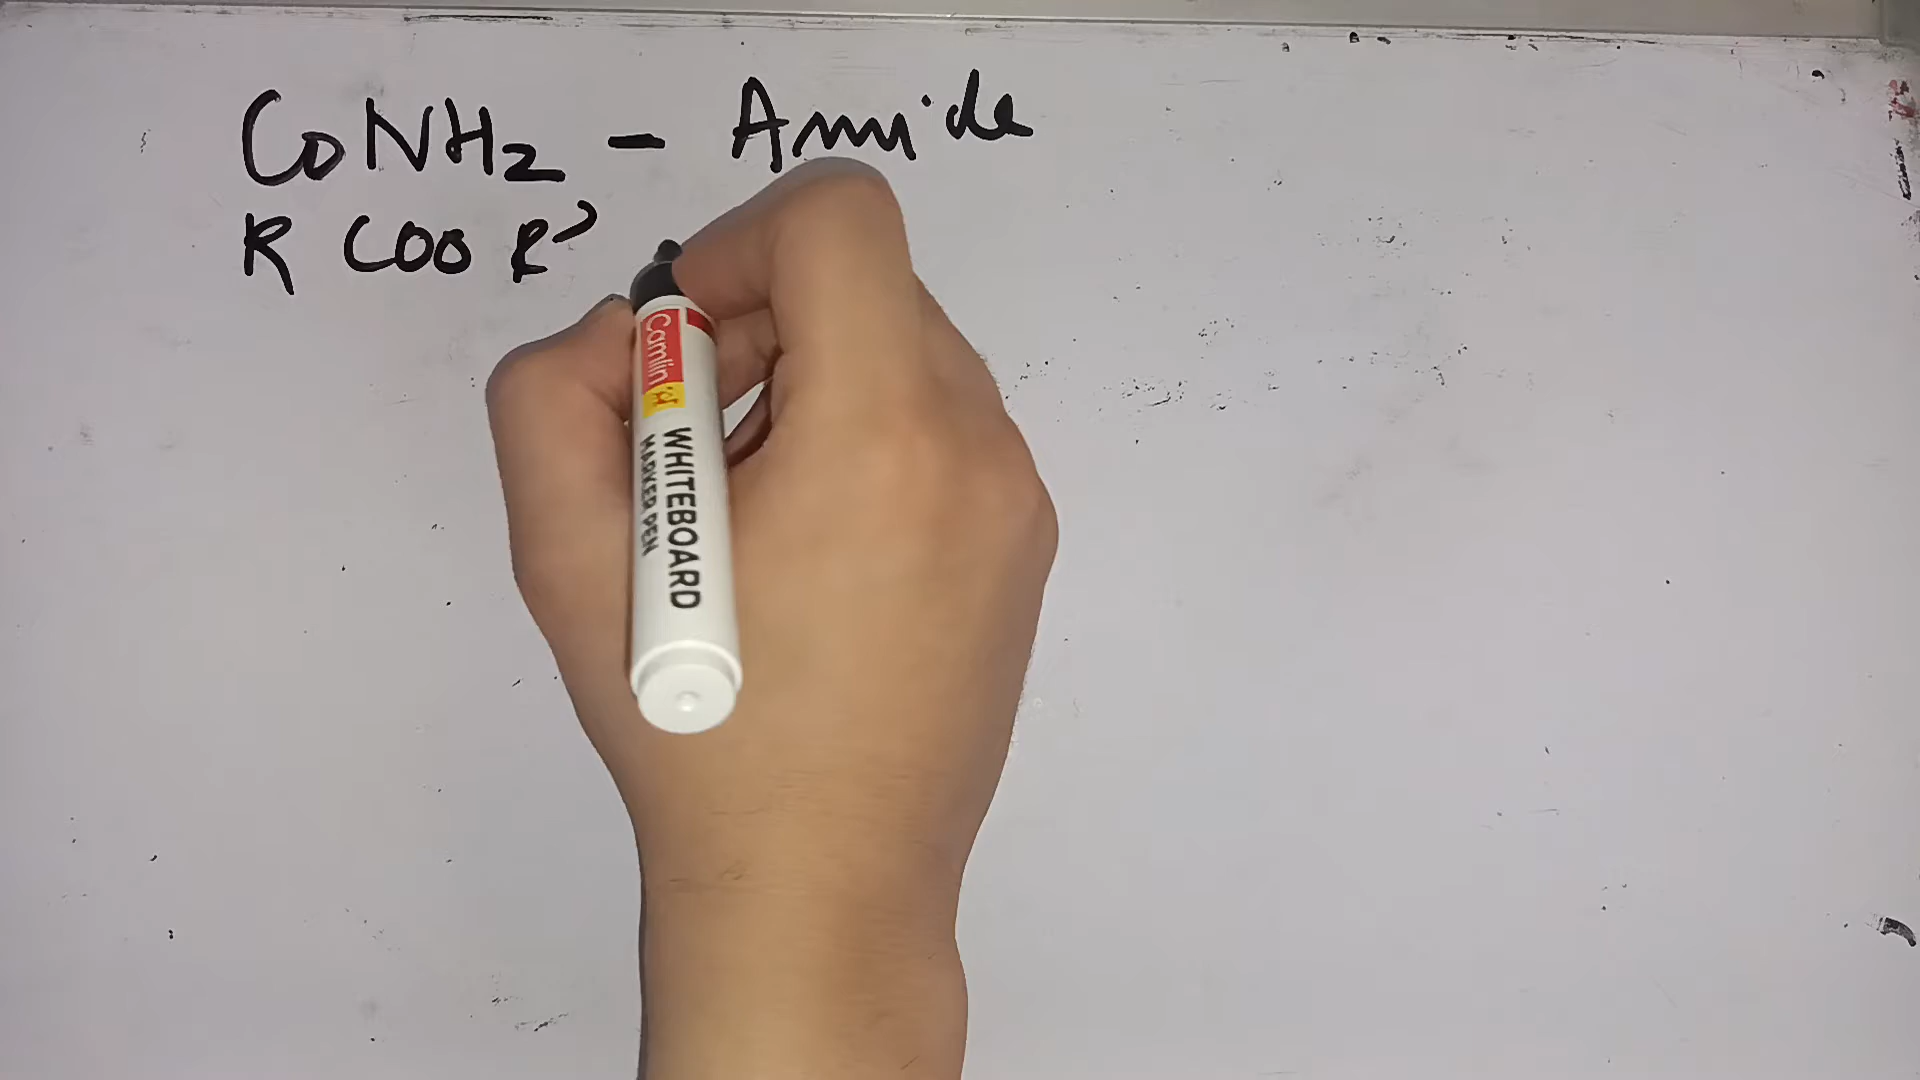 CONH2 - Amide
R COO R'
Camlin
WHITEBOARD
MARKER PEN